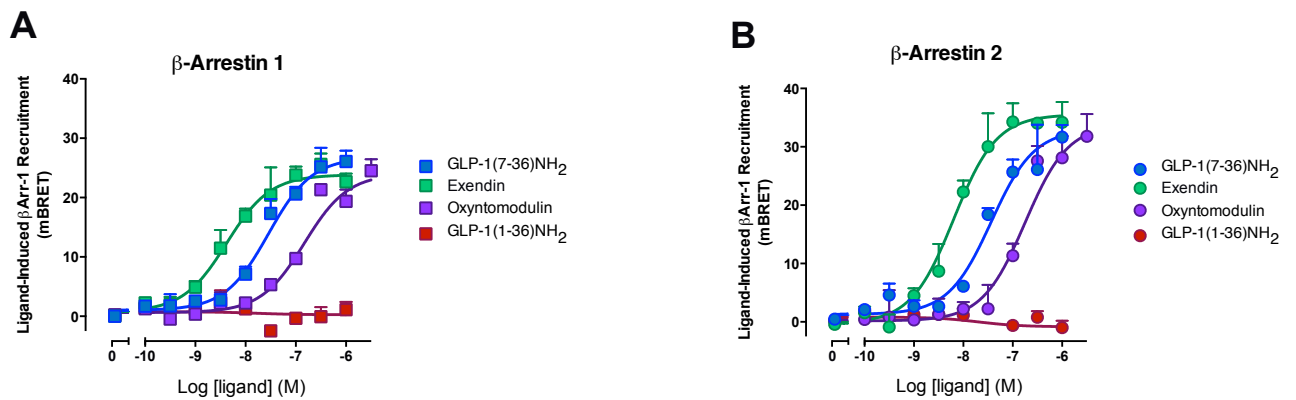 A
β-Arrestin 1
Ligand-Induced βArr-1 Recruitment
(mBRET)
40
30
20
10
0
0 -10 -9 -8 -7 -6
Log [ligand] (M)
GLP-1(7-36)NH2
Exendin
Oxyntomodulin
GLP-1(1-36)NH2
B
β-Arrestin 2
Ligand-Induced βArr-1 Recruitment
(mBRET)
40
30
20
10
0
0 -10 -9 -8 -7 -6
Log [ligand] (M)
GLP-1(7-36)NH2
Exendin
Oxyntomodulin
GLP-1(1-36)NH2